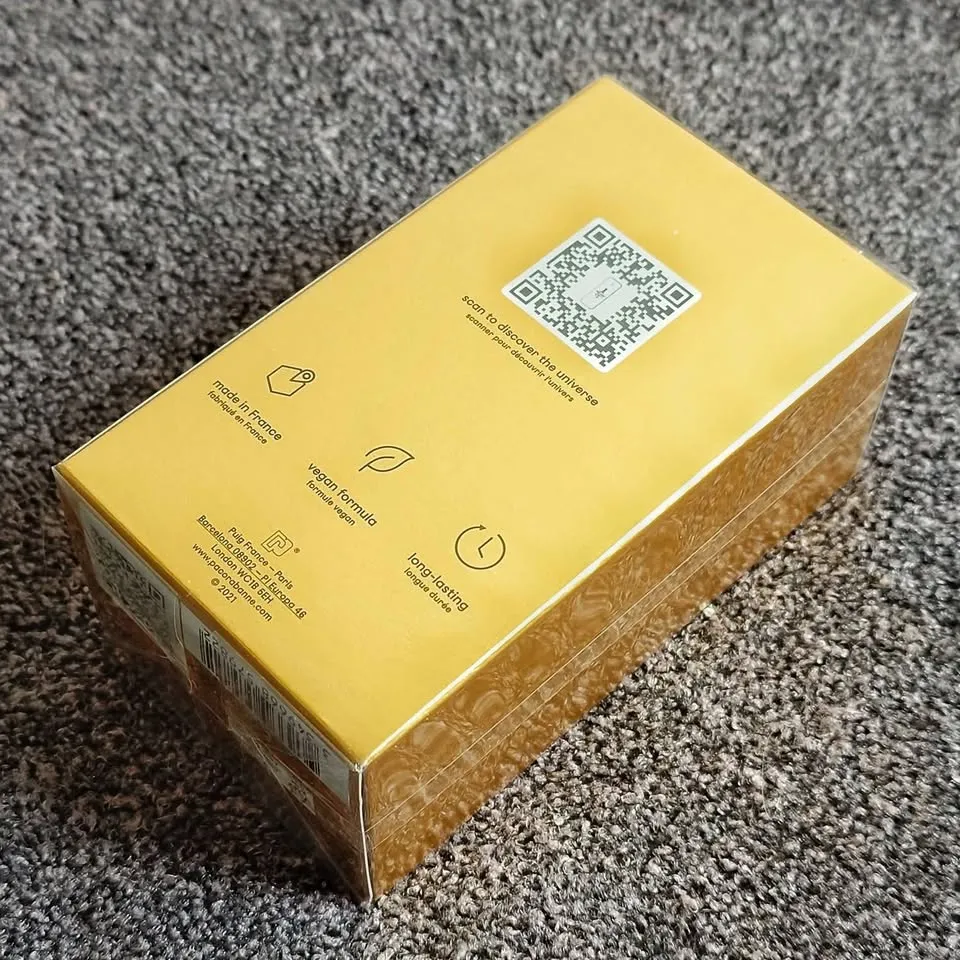 scan to discover the universe
scanner pour découvrir l'univers
made in France
fabriqué en France
vegan formula
formule vegan
long-lasting
longue durée
Puig France – Paris
Barcelona 08902 – Pl Europa 46
London WC1B 5EH
www.pacorabanne.com
© 2021